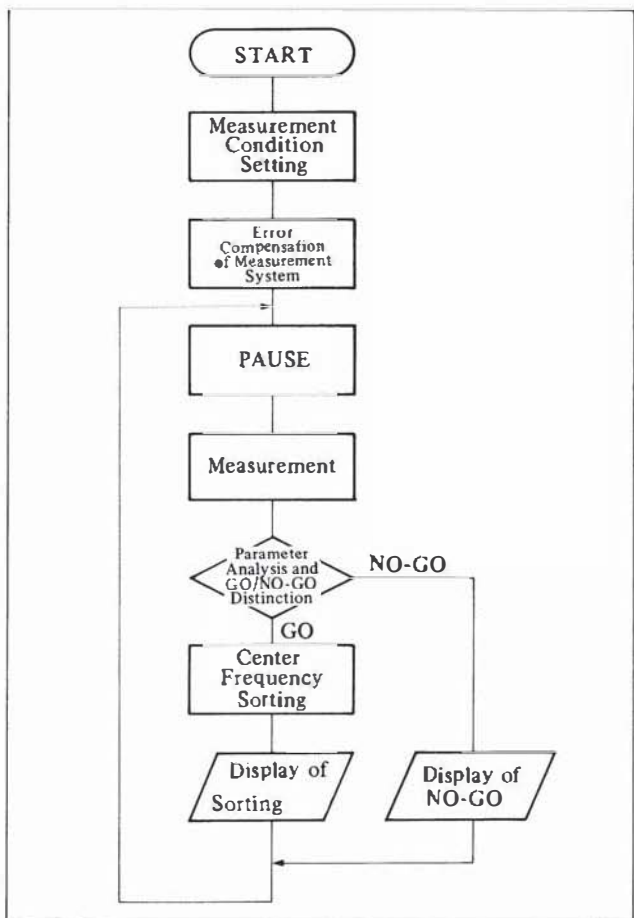 START
Measurement
Condition
Setting
Error
Compensation
of Measurement
System
PAUSE
Measurement
Parameter
Analysis and
GO/NO-GO
Distinction
NO-GO
GO
Center
Frequency
Sorting
Display of
Sorting
Display of
NO-GO